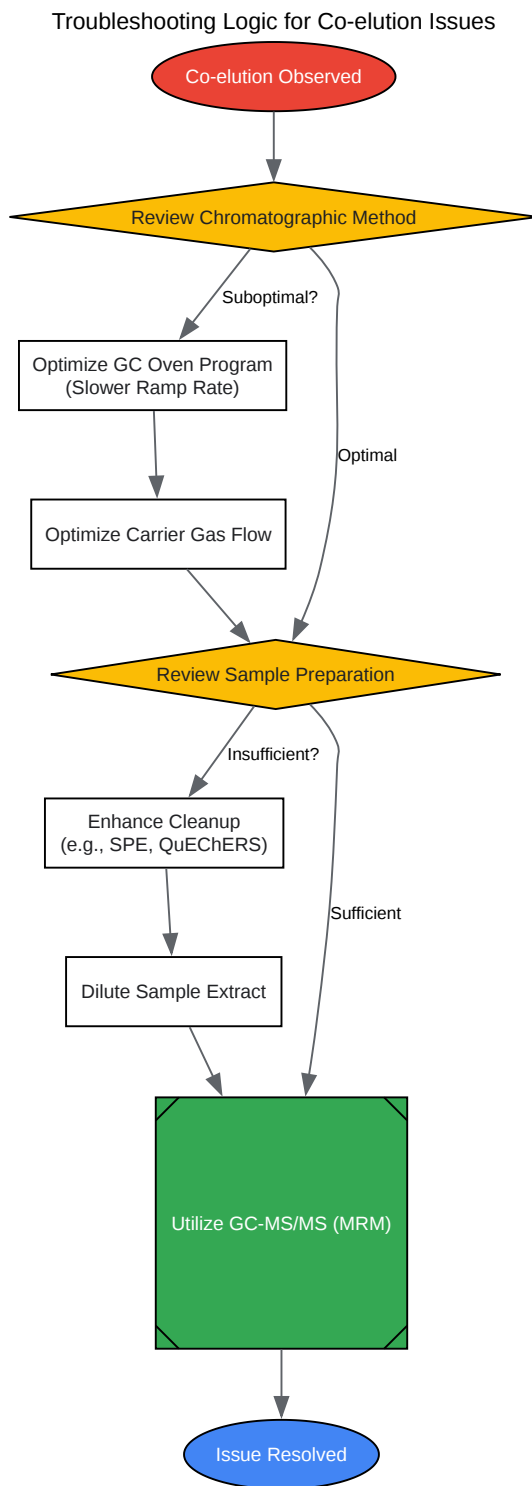 Troubleshooting Logic for Co-elution Issues
Co-elution Observed
Review Chromatographic Method
Suboptimal?
Optimize GC Oven Program
(Slower Ramp Rate)
Optimal
Optimize Carrier Gas Flow
Review Sample Preparation
Insufficient?
Enhance Cleanup
(e.g., SPE, QuEChERS)
Sufficient
Dilute Sample Extract
Utilize GC-MS/MS (MRM)
Issue Resolved